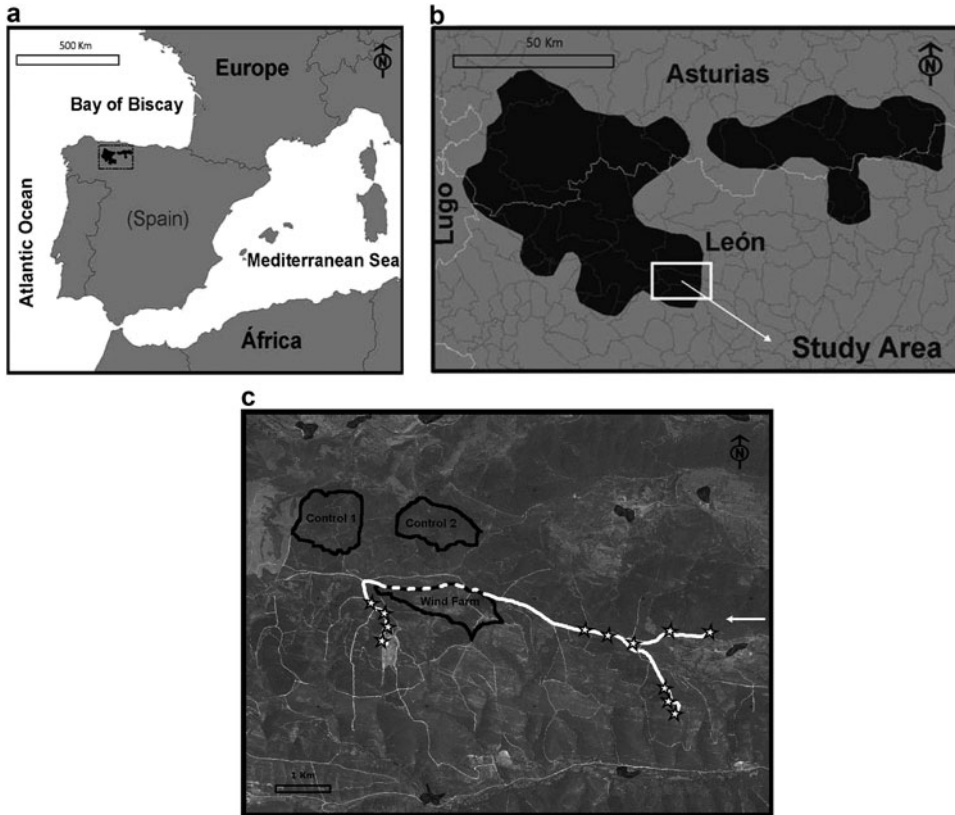 a
500 Km
N
Europe
Bay of Biscay
Atlantic Ocean
(Spain)
Mediterranean Sea
África
b
50 Km
N
Asturias
Lugo
León
Study Area
c
N
Control 1
Control 2
Wind Farm
1 Km